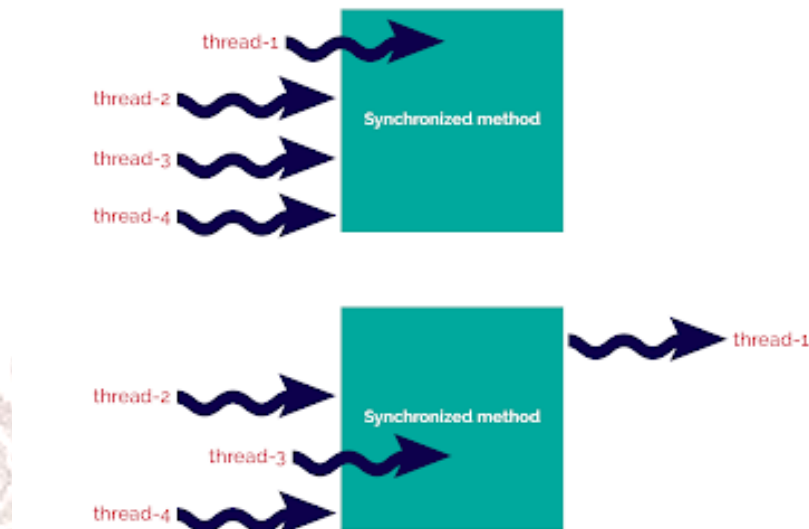 thread-1
thread-2
Synchronized method
thread-3
thread-4
thread-1
thread-2
Synchronized method
thread-3
thread-4